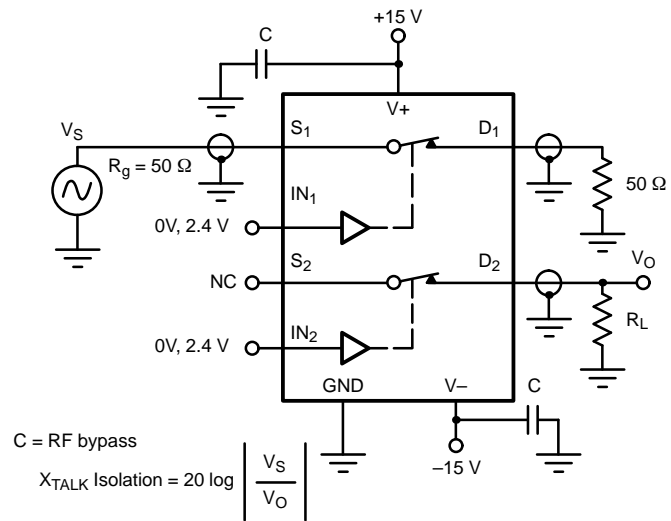 +15 V
C
V+
VS
S1
D1
Rg = 50 Ω
50 Ω
IN1
0V, 2.4 V
S2
D2
VO
NC
RL
IN2
0V, 2.4 V
GND
V–
C
C = RF bypass
–15 V
XTALK Isolation = 20 log | VS / VO |